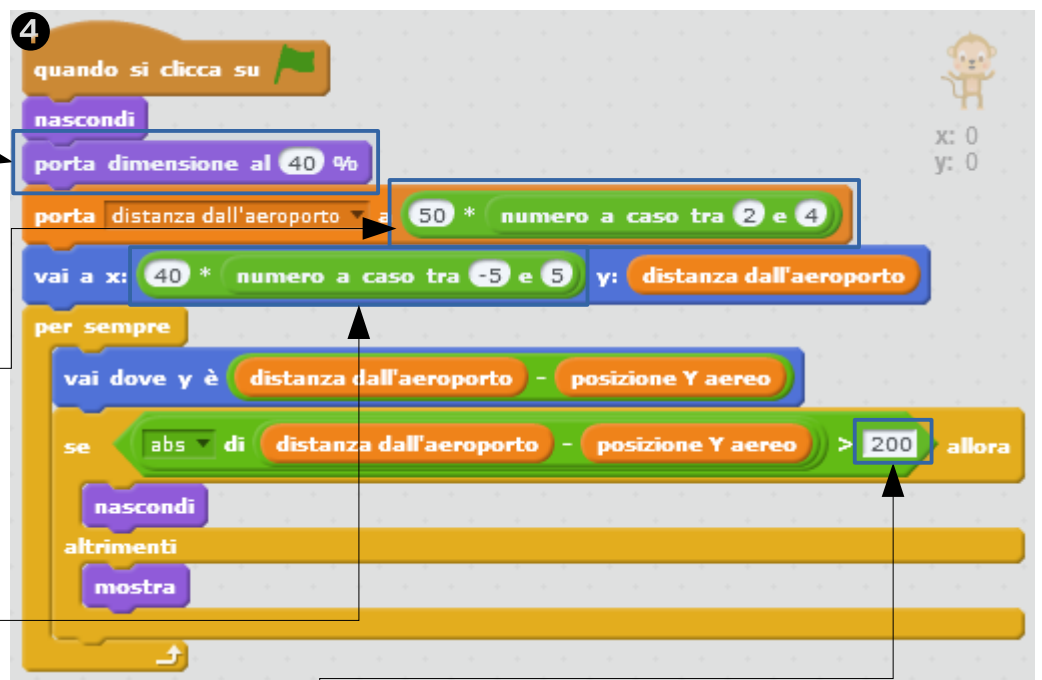 4
quando si clicca su
nascondi
porta dimensione al 40 %
porta distanza dall'aeroporto a 50 * numero a caso tra 2 e 4
vai a x: 40 * numero a caso tra -5 e 5 y: distanza dall'aeroporto
per sempre
vai dove y è distanza dall'aeroporto - posizione Y aereo
se abs di distanza dall'aeroporto - posizione Y aereo > 200 allora
nascondi
altrimenti
mostra
x: 0
y: 0